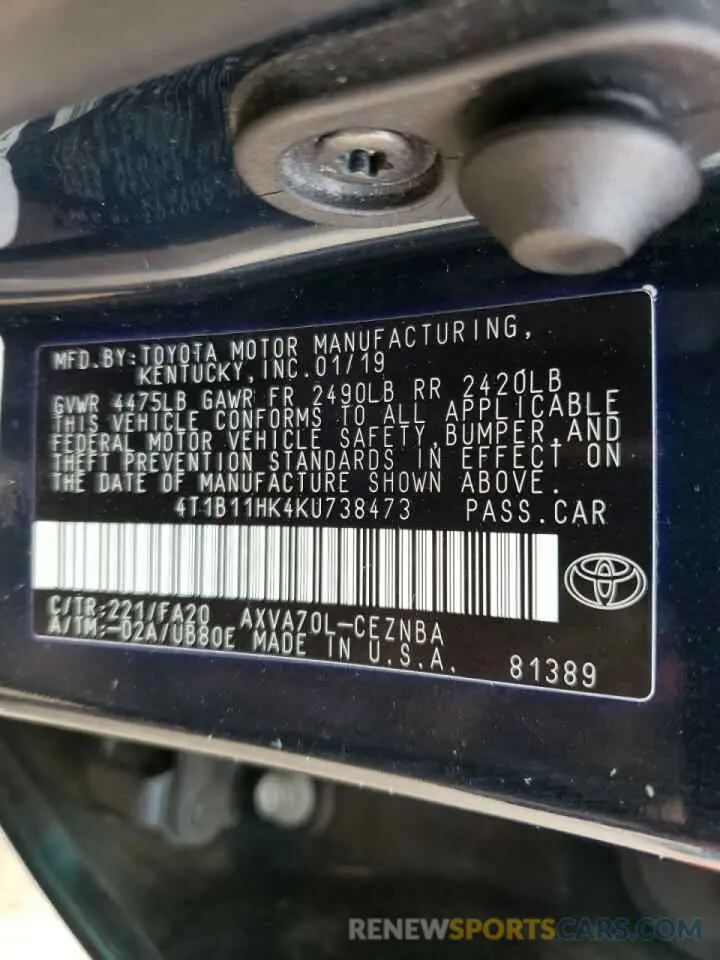 MFD. BY: TOYOTA MOTOR MANUFACTURING,
KENTUCKY, INC. 01/19
GVWR 4475LB GAWR FR 2490LB RR 2420LB
THIS VEHICLE CONFORMS TO ALL APPLICABLE
FEDERAL MOTOR VEHICLE SAFETY, BUMPER, AND
THEFT PREVENTION STANDARDS IN EFFECT ON
THE DATE OF MANUFACTURE SHOWN ABOVE.
4T1B11HK4KU738473 PASS. CAR
C/TR: 221/FA20 AXVA70L-CEZNBA
A/TM: -02A/UB80E MADE IN U.S.A. 81389
RENEWSPORTSCARS.COM